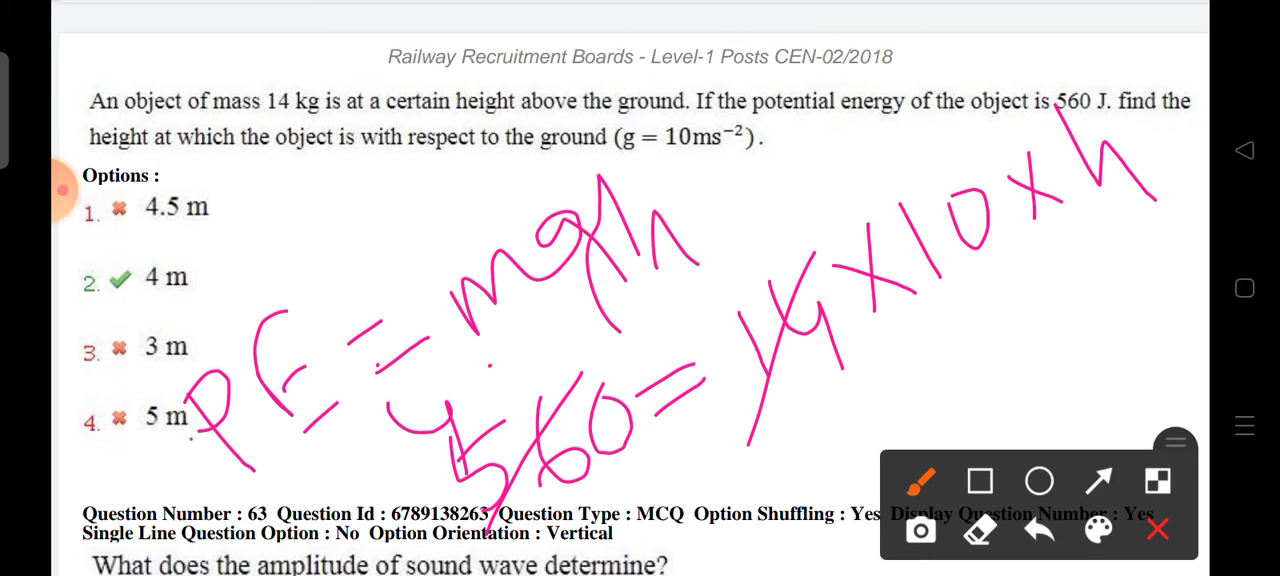 Railway Recruitment Boards - Level-1 Posts CEN-02/2018
An object of mass 14 kg is at a certain height above the ground. If the potential energy of the object is 560 J. find the
height at which the object is with respect to the ground (g = 10ms⁻²).
Options :
1. 4.5 m
2. 4 m
3. 3 m
4. 5 m
PE = mgh
4
560 = 14 × 10 × h
Question Number : 63 Question Id : 6789138263 Question Type : MCQ Option Shuffling : Yes Display Question Number : Yes
Single Line Question Option : No Option Orientation : Vertical
What does the amplitude of sound wave determine?